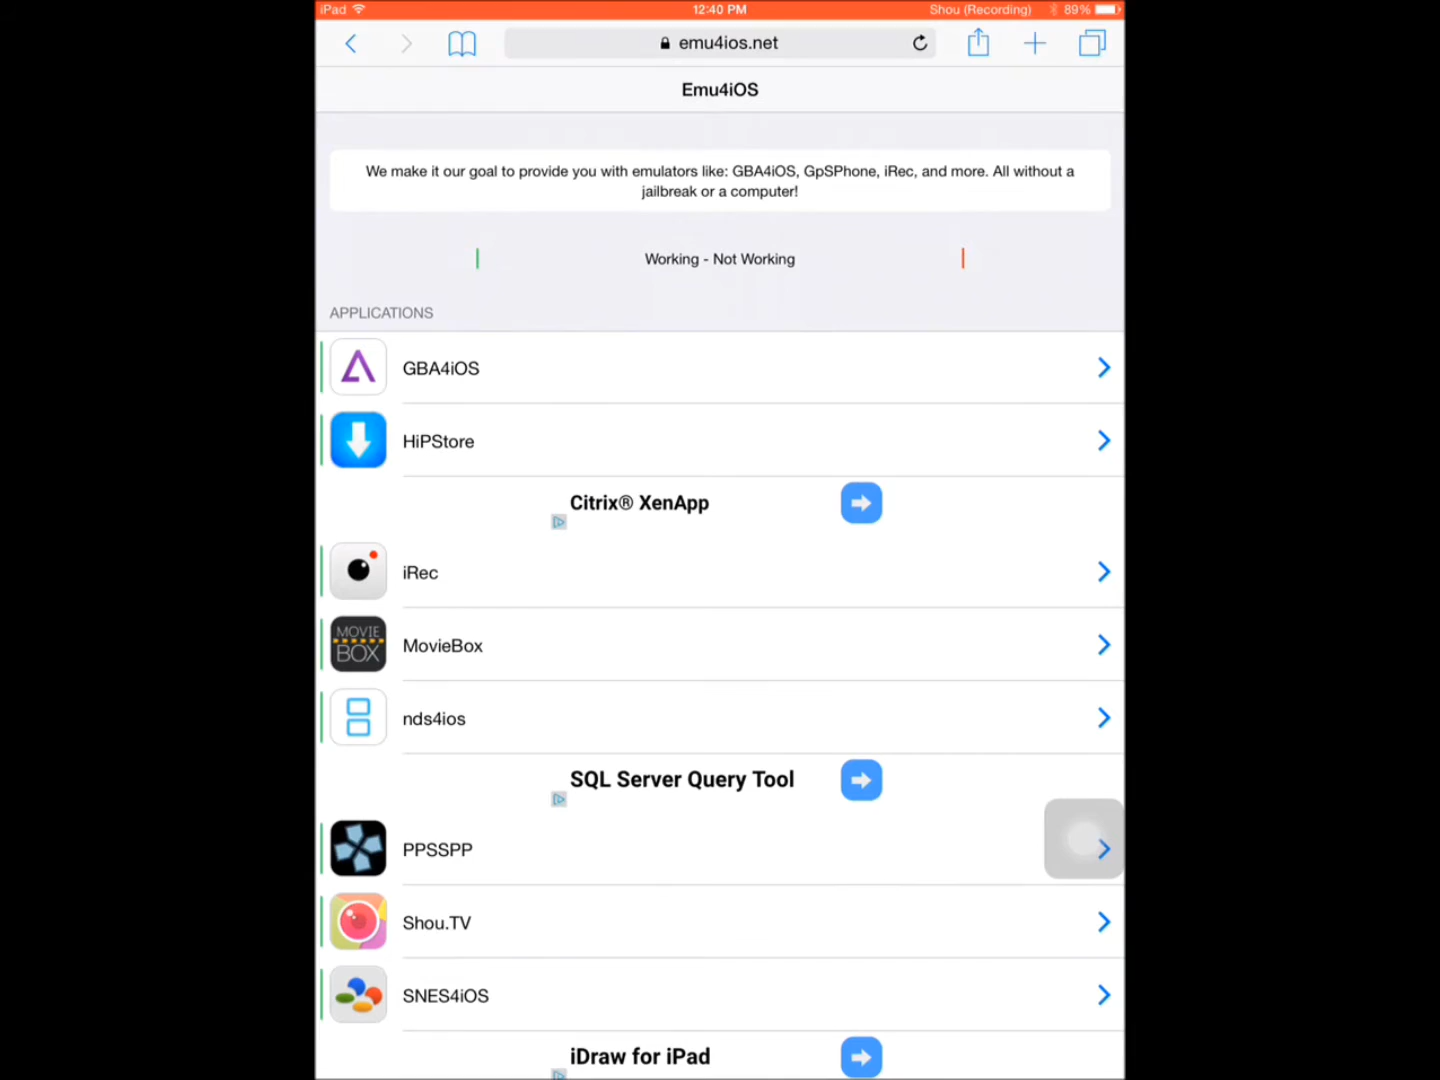 iPad 12:40 PM Shou (Recording) 89%
emu4ios.net
Emu4iOS
We make it our goal to provide you with emulators like: GBA4iOS, GpSPhone, iRec, and more. All without a
jailbreak or a computer!
Working - Not Working
APPLICATIONS
GBA4iOS
HiPStore
Citrix® XenApp
iRec
MOVIE
BOX
MovieBox
nds4ios
SQL Server Query Tool
PPSSPP
Shou.TV
SNES4iOS
iDraw for iPad